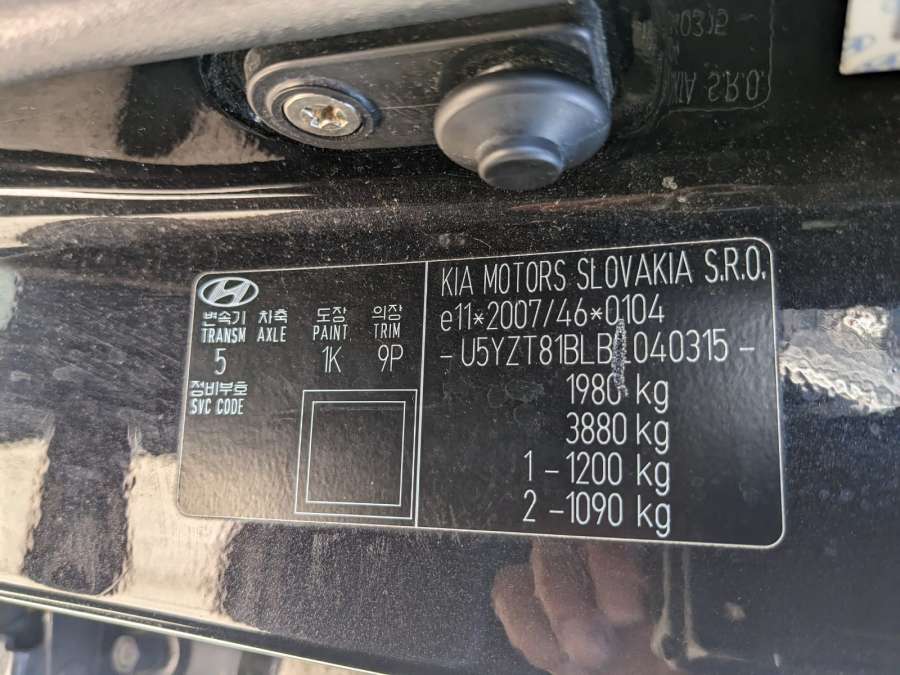 변속기 차축 도장 의장
TRANSM AXLE PAINT TRIM
5 1K 9P
정비부호
SVC CODE
KIA MOTORS SLOVAKIA S.R.O.
e11*2007/46*0104
- U5YZT81BLBL040315 -
1980 kg
3880 kg
1 - 1200 kg
2 - 1090 kg